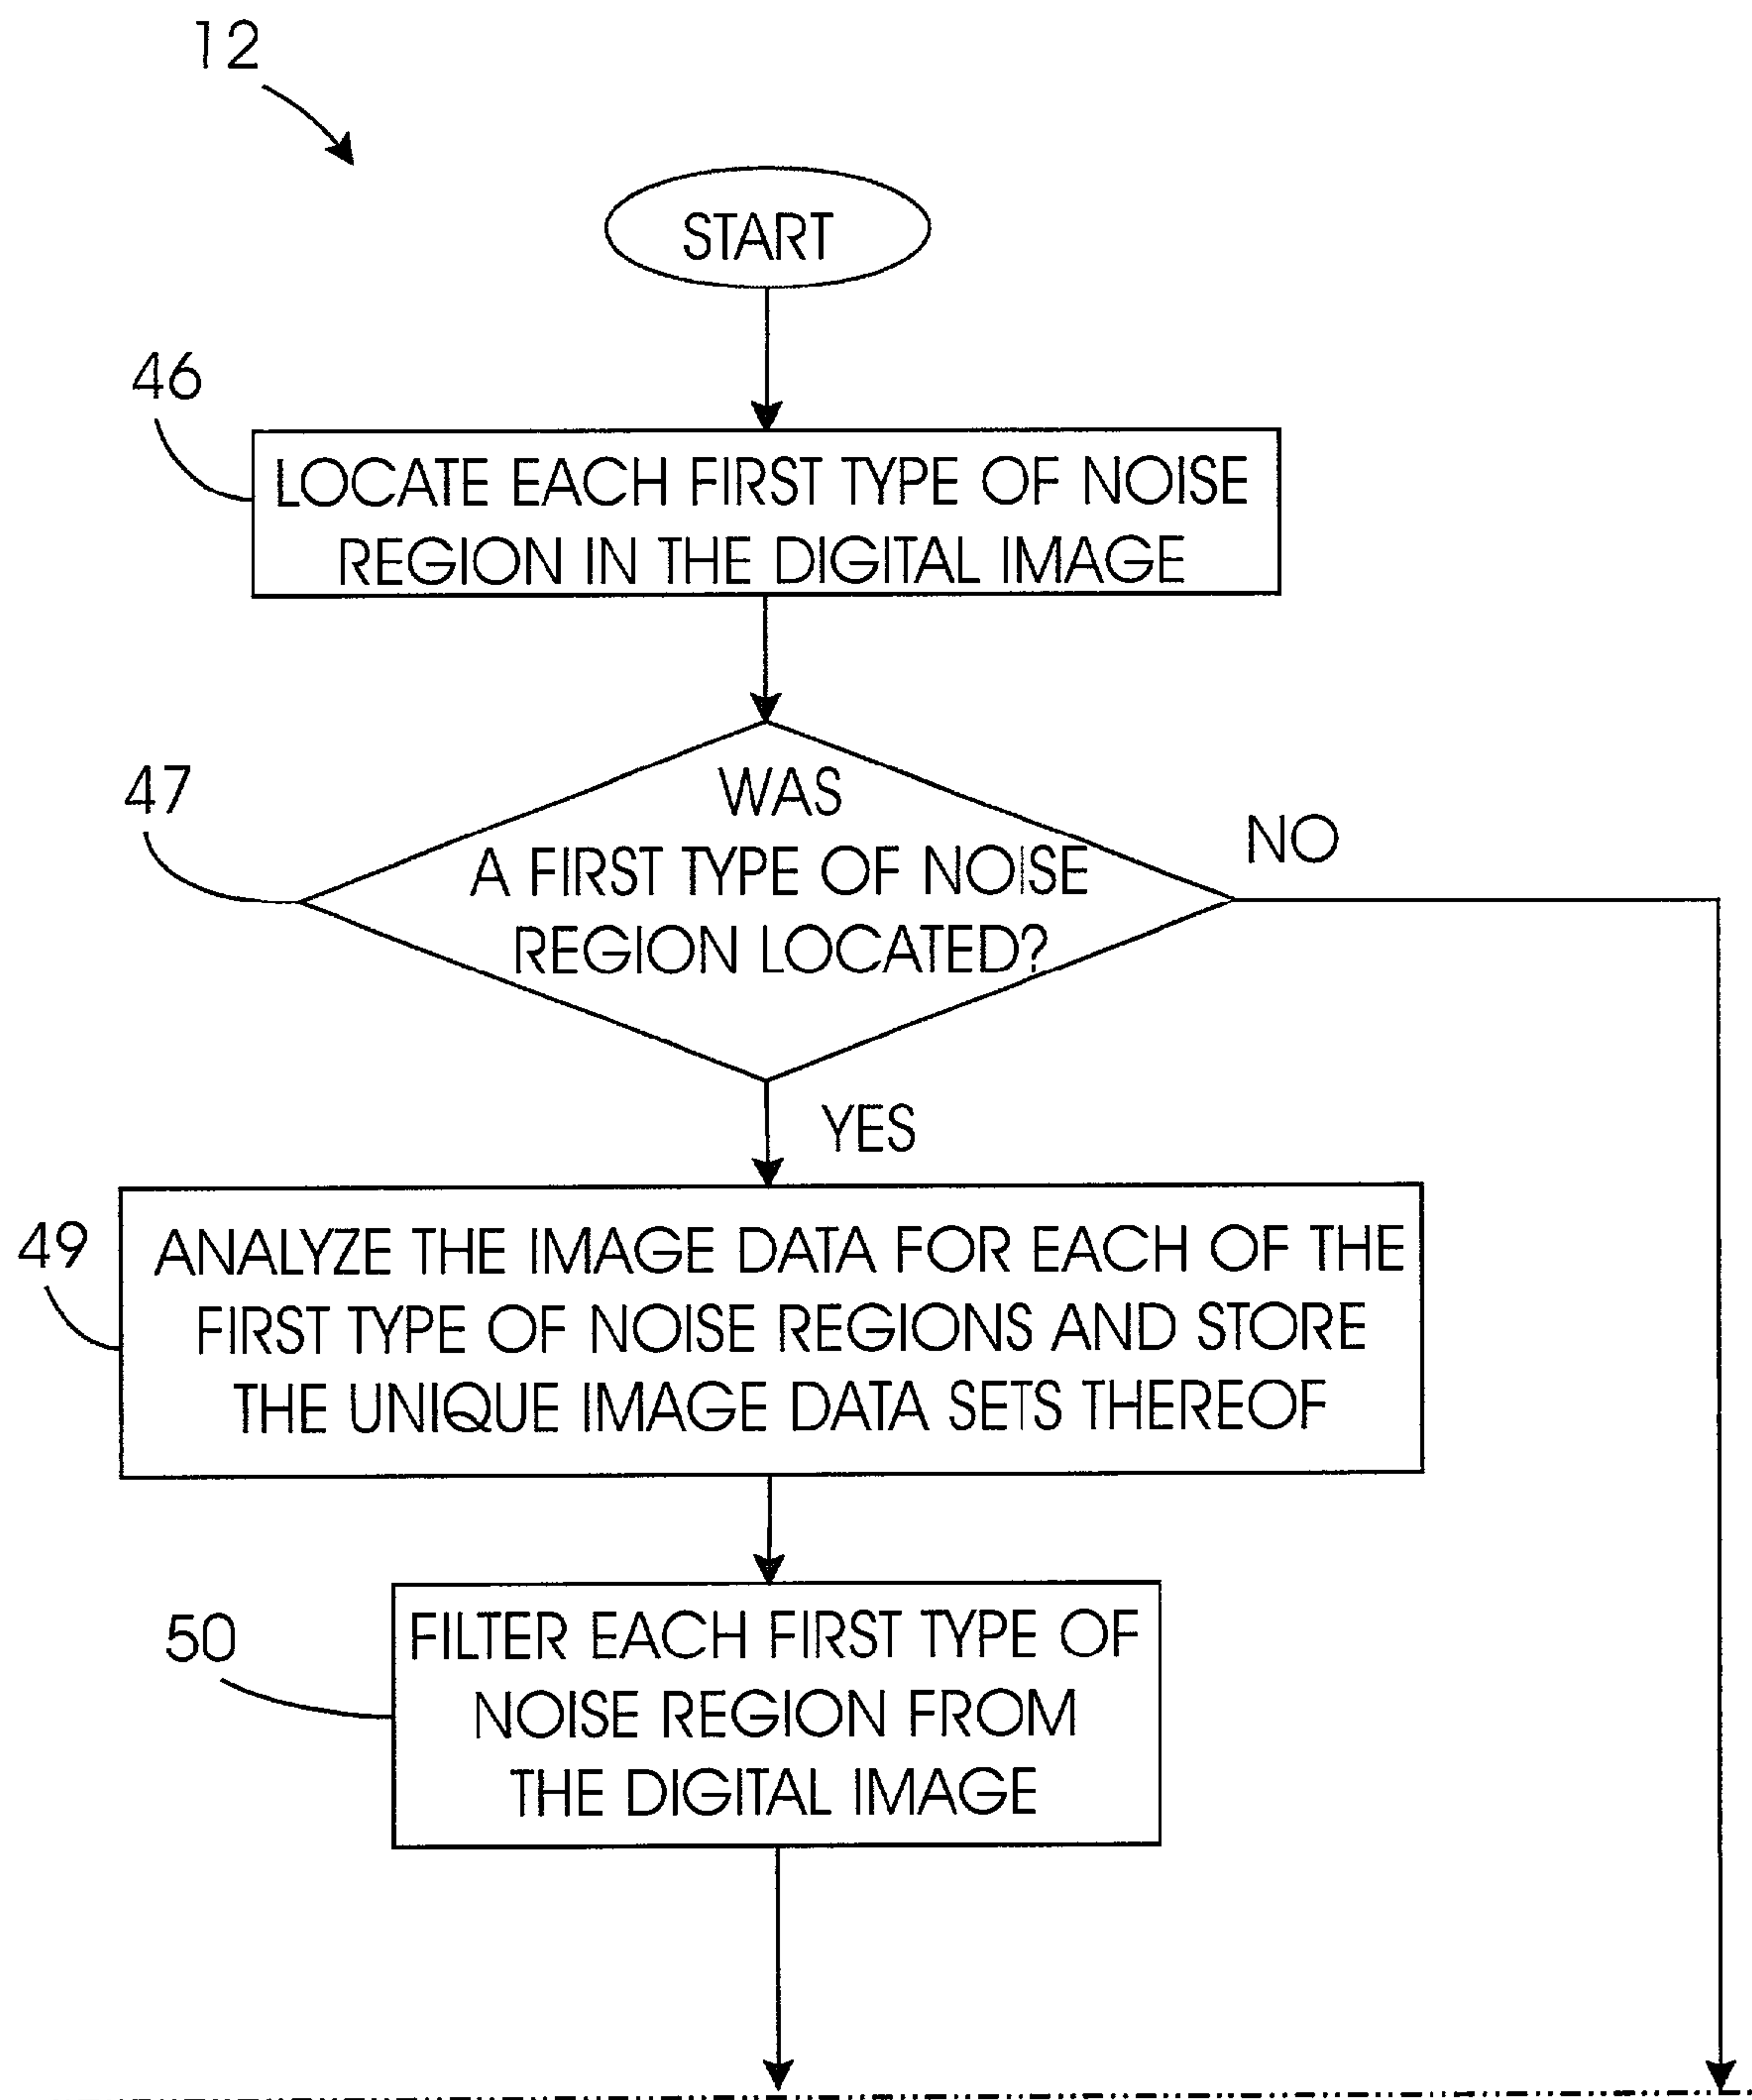 12
START
46
LOCATE EACH FIRST TYPE OF NOISE
REGION IN THE DIGITAL IMAGE
47
WAS
A FIRST TYPE OF NOISE
REGION LOCATED?
NO
YES
49
ANALYZE THE IMAGE DATA FOR EACH OF THE
FIRST TYPE OF NOISE REGIONS AND STORE
THE UNIQUE IMAGE DATA SETS THEREOF
50
FILTER EACH FIRST TYPE OF
NOISE REGION FROM
THE DIGITAL IMAGE